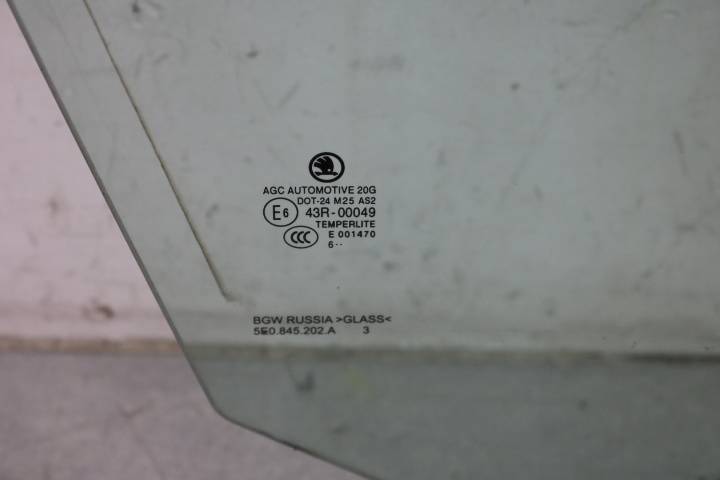 AGC AUTOMOTIVE 20G
DOT-24 M25 AS2
E6 43R-00049
TEMPERLITE
CCC E 001470
6··
BGW RUSSIA >GLASS<
5E0.845.202.A 3